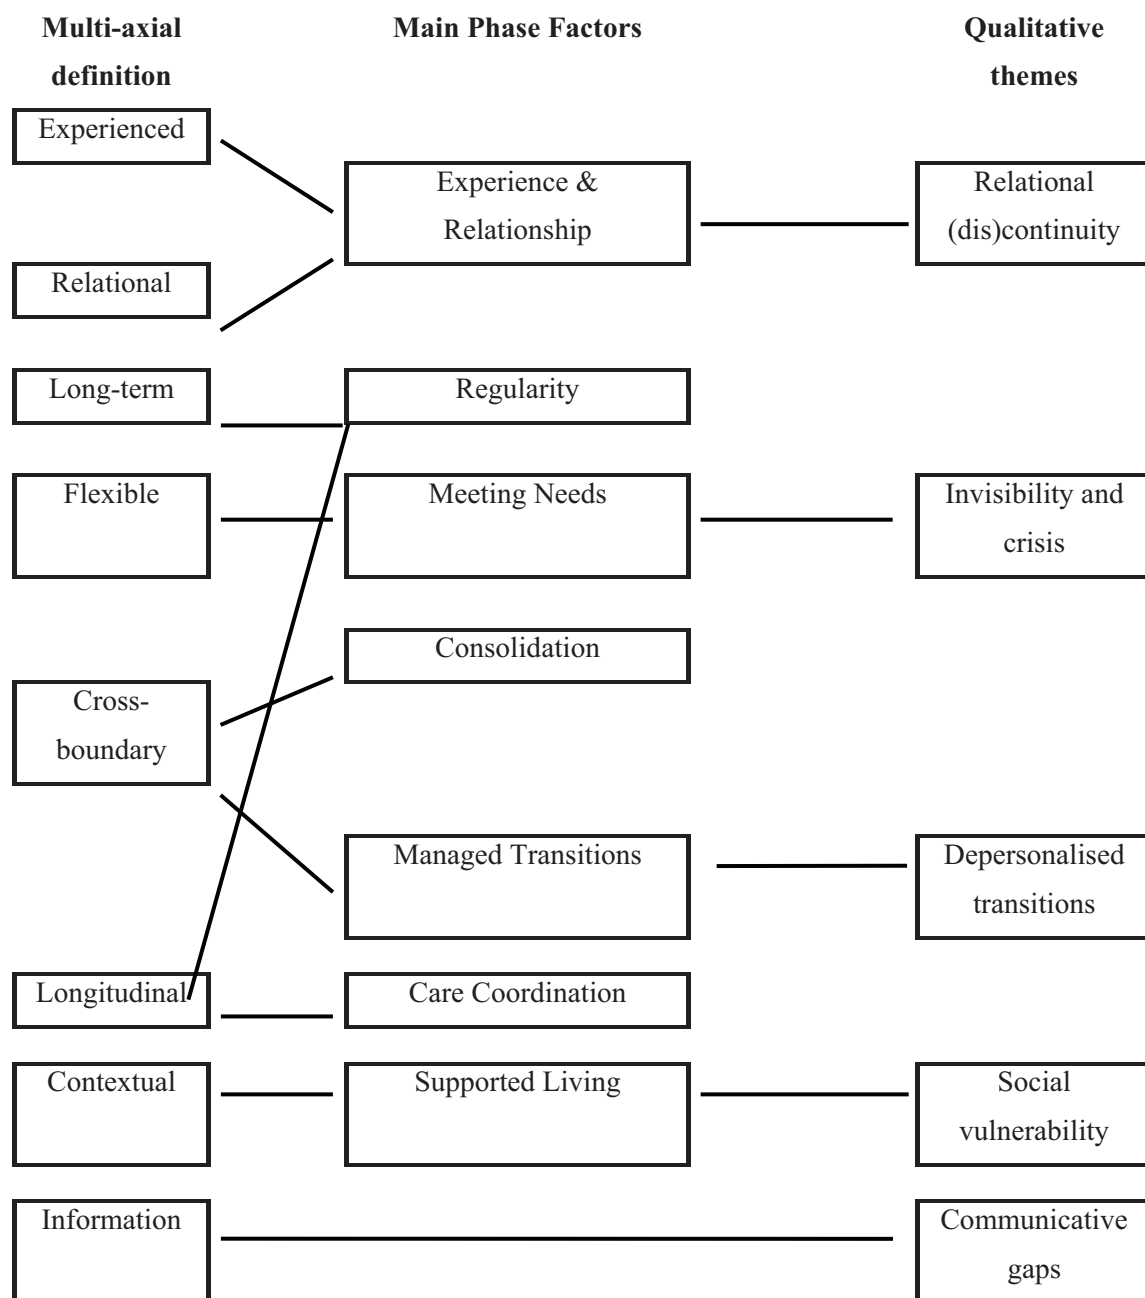 Multi-axial
definition
Main Phase Factors
Qualitative
themes
Experienced
Experience &
Relationship
Relational
(dis)continuity
Relational
Long-term
Regularity
Flexible
Meeting Needs
Invisibility and
crisis
Consolidation
Cross-
boundary
Managed Transitions
Depersonalised
transitions
Longitudinal
Care Coordination
Contextual
Supported Living
Social
vulnerability
Information
Communicative
gaps